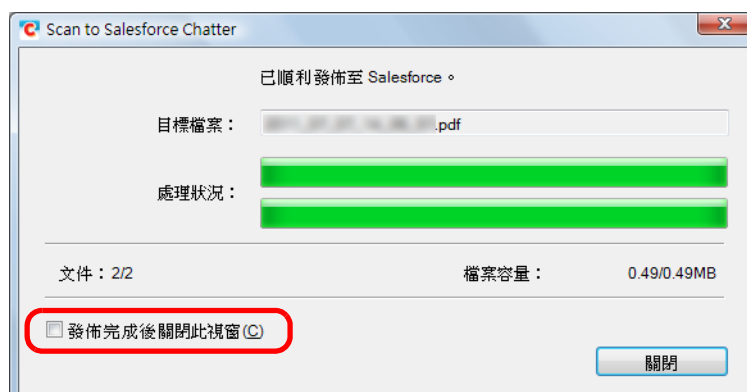 Scan to Salesforce Chatter
已順利發佈至 Salesforce。
目標檔案：
.pdf
處理狀況：
文件：2/2 檔案容量： 0.49/0.49MB
發佈完成後關閉此視窗(C)
關閉